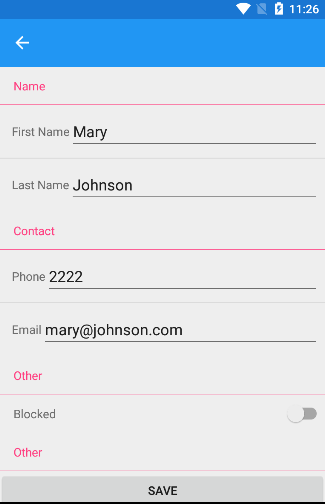 11:26
Name
First Name Mary
Last Name Johnson
Contact
Phone 2222
Email mary@johnson.com
Other
Blocked
Other
SAVE